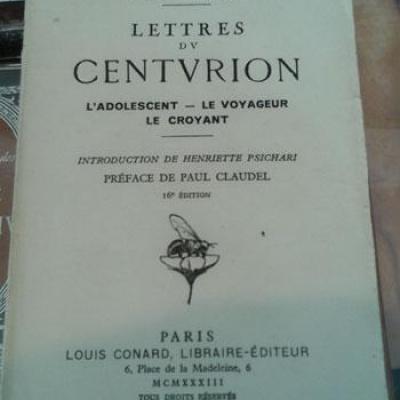 LETTRES
DV
CENTVRION
L'ADOLESCENT — LE VOYAGEUR
LE CROYANT
INTRODUCTION DE HENRIETTE PSICHARI
PRÉFACE DE PAUL CLAUDEL
16e ÉDITION
PARIS
LOUIS CONARD, LIBRAIRE-ÉDITEUR
6, Place de la Madeleine, 6
MCMXXXIII
TOUS DROITS RÉSERVÉS